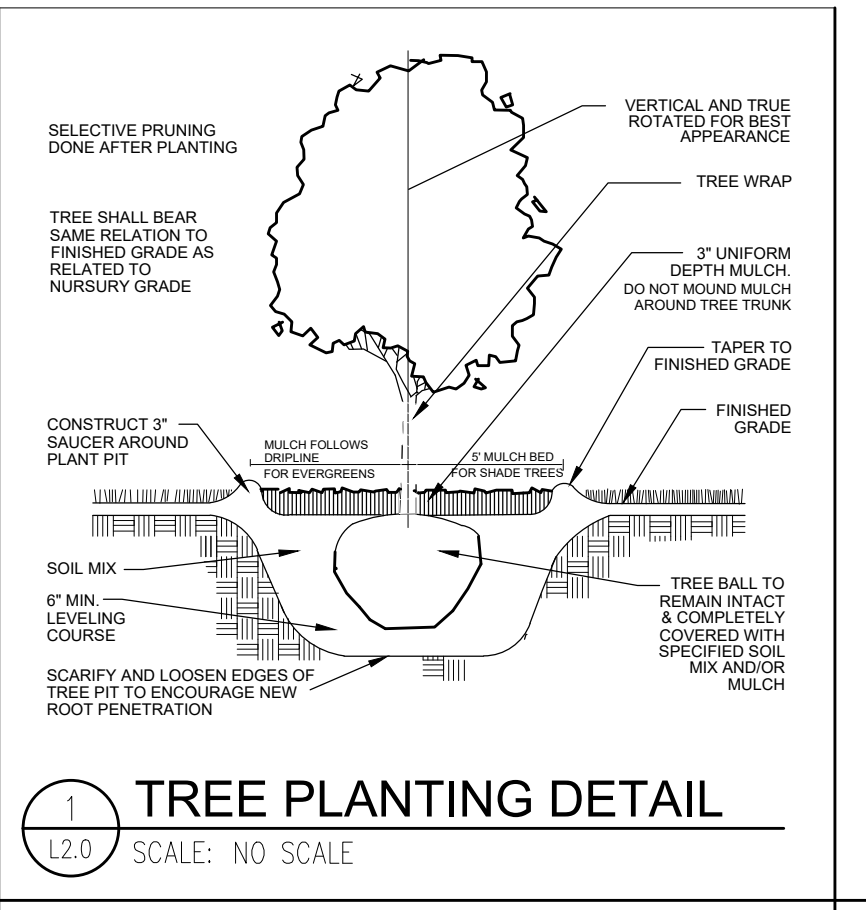 SELECTIVE PRUNING
DONE AFTER PLANTING
TREE SHALL BEAR
SAME RELATION TO
FINISHED GRADE AS
RELATED TO
NURSURY GRADE
CONSTRUCT 3"
SAUCER AROUND
PLANT PIT
MULCH FOLLOWS
DRIPLINE
FOR EVERGREENS
5' MULCH BED
FOR SHADE TREES
SOIL MIX
6" MIN.
LEVELING
COURSE
SCARIFY AND LOOSEN EDGES OF
TREE PIT TO ENCOURAGE NEW
ROOT PENETRATION
VERTICAL AND TRUE
ROTATED FOR BEST
APPEARANCE
TREE WRAP
3" UNIFORM
DEPTH MULCH.
DO NOT MOUND MULCH
AROUND TREE TRUNK
TAPER TO
FINISHED GRADE
FINISHED
GRADE
TREE BALL TO
REMAIN INTACT
& COMPLETELY
COVERED WITH
SPECIFIED SOIL
MIX AND/OR
MULCH
1
L2.0
TREE PLANTING DETAIL
SCALE: NO SCALE